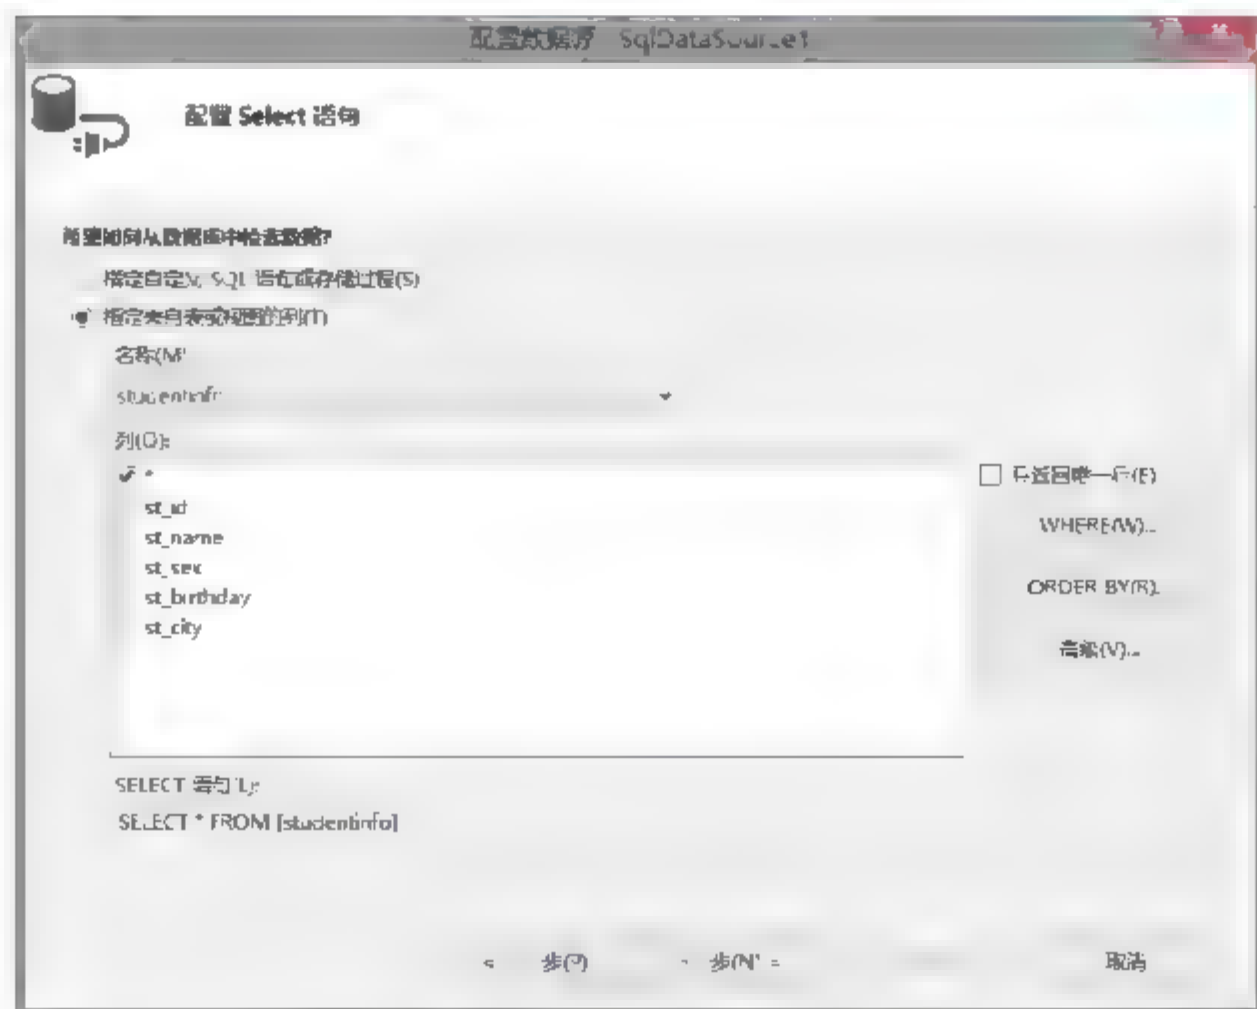 配置数据源 - SqlDataSource1
配置 Select 语句
希望如何从数据库中检索数据?
指定自定义 SQL 语句或存储过程(S)
指定来自表或视图的列(T)
名称(M):
studentinfo
列(O):
*
st_id
st_name
st_sex
st_birthday
st_city
只返回唯一行(E)
WHERE(W)...
ORDER BY(R)...
高级(V)...
SELECT 语句(L):
SELECT * FROM [studentinfo]
< 步(P)
步(N) >
取消